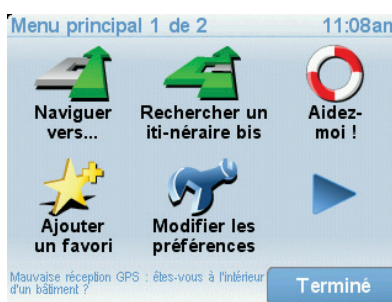 Menu principal 1 de 2 11:08am
Naviguer
vers...
Rechercher un
iti-néraire bis
Aidez-
moi !
Ajouter
un favori
Modifier les
préférences
Mauvaise réception GPS : êtes-vous à l'intérieur
d'un bâtiment ?
Terminé